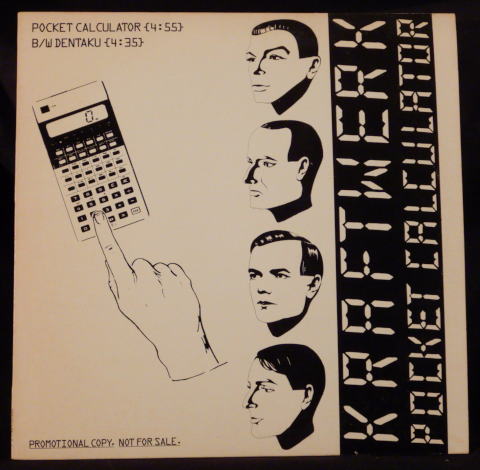 POCKET CALCULATOR {4:55}
B/W DENTAKU {4:35}
0.
KRAFTWERK
POCKET CALCULATOR
PROMOTIONAL COPY. NOT FOR SALE.